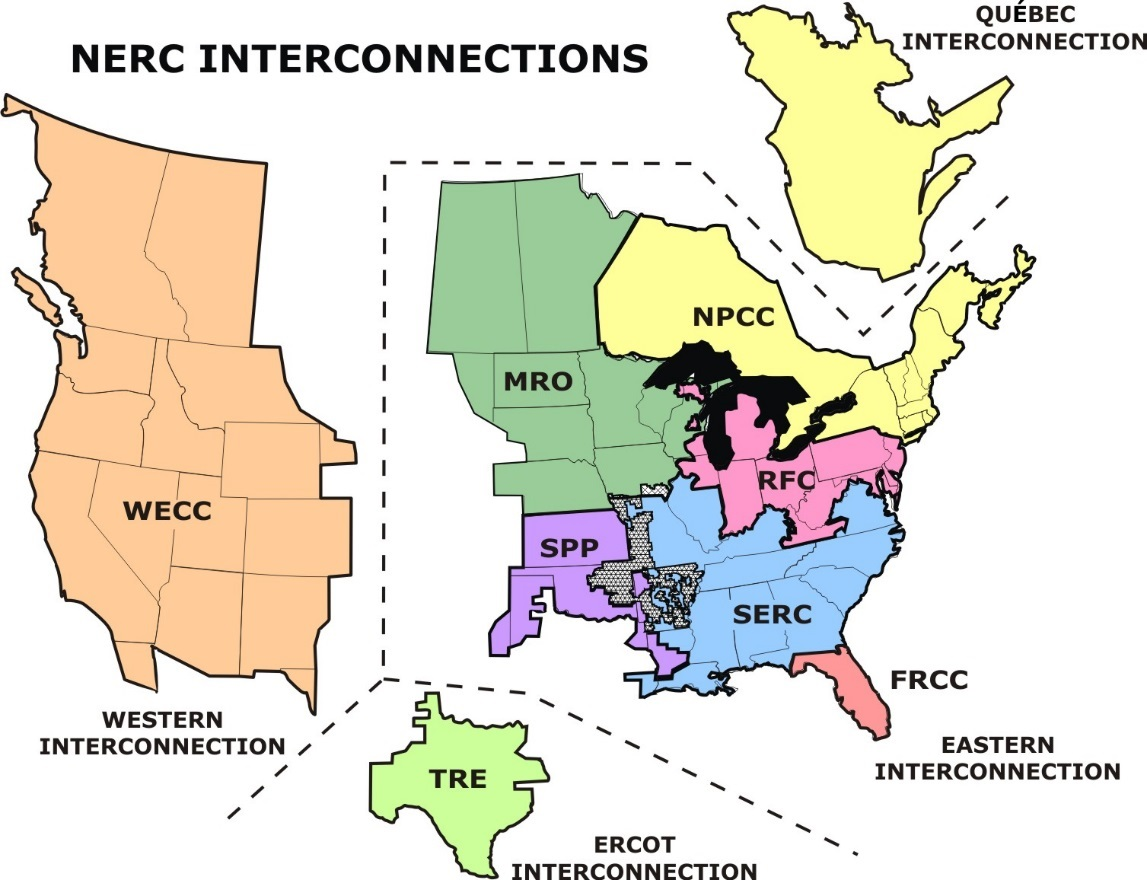 NERC INTERCONNECTIONS
QUÉBEC
INTERCONNECTION
NPCC
MRO
RFC
WECC
SPP
SERC
FRCC
WESTERN
INTERCONNECTION
EASTERN
INTERCONNECTION
TRE
ERCOT
INTERCONNECTION